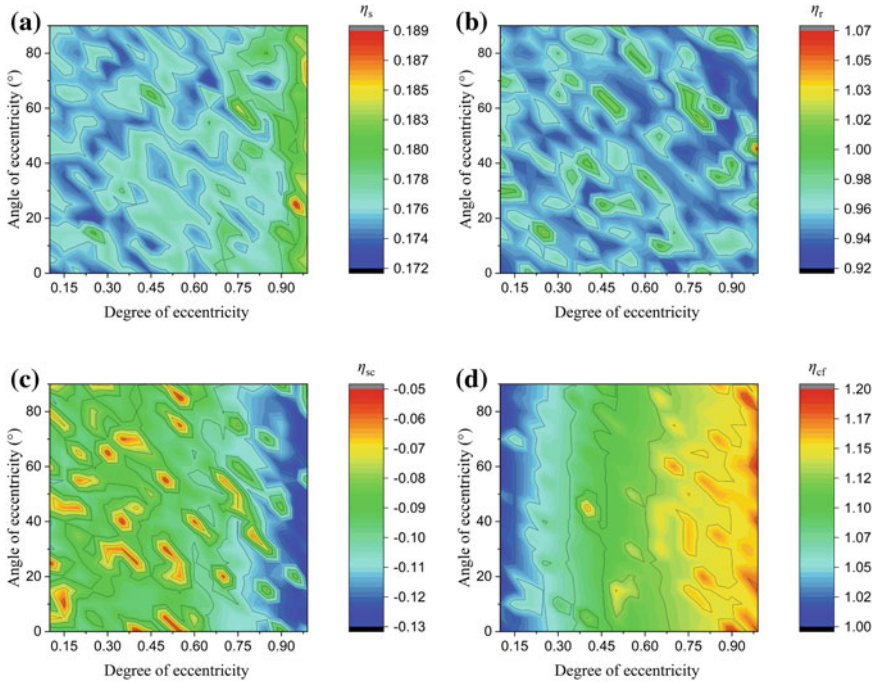 (a)
ηs
0.189
0.187
0.185
0.183
0.180
0.178
0.176
0.174
0.172
80
60
40
20
0
Angle of eccentricity (°)
0.15 0.30 0.45 0.60 0.75 0.90
Degree of eccentricity
(b)
ηr
1.07
1.05
1.03
1.02
1.00
0.98
0.96
0.94
0.92
80
60
40
20
0
Angle of eccentricity (°)
0.15 0.30 0.45 0.60 0.75 0.90
Degree of eccentricity
(c)
ηsc
-0.05
-0.06
-0.07
-0.08
-0.09
-0.10
-0.11
-0.12
-0.13
80
60
40
20
0
Angle of eccentricity (°)
0.15 0.30 0.45 0.60 0.75 0.90
Degree of eccentricity
(d)
ηcf
1.20
1.18
1.15
1.13
1.10
1.08
1.05
1.02
1.00
80
60
40
20
0
Angle of eccentricity (°)
0.15 0.30 0.45 0.60 0.75 0.90
Degree of eccentricity